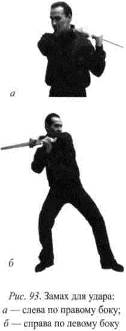 а
б
Рис. 93. Замах для удара:
а — слева по правому боку;
б — справа по левому боку